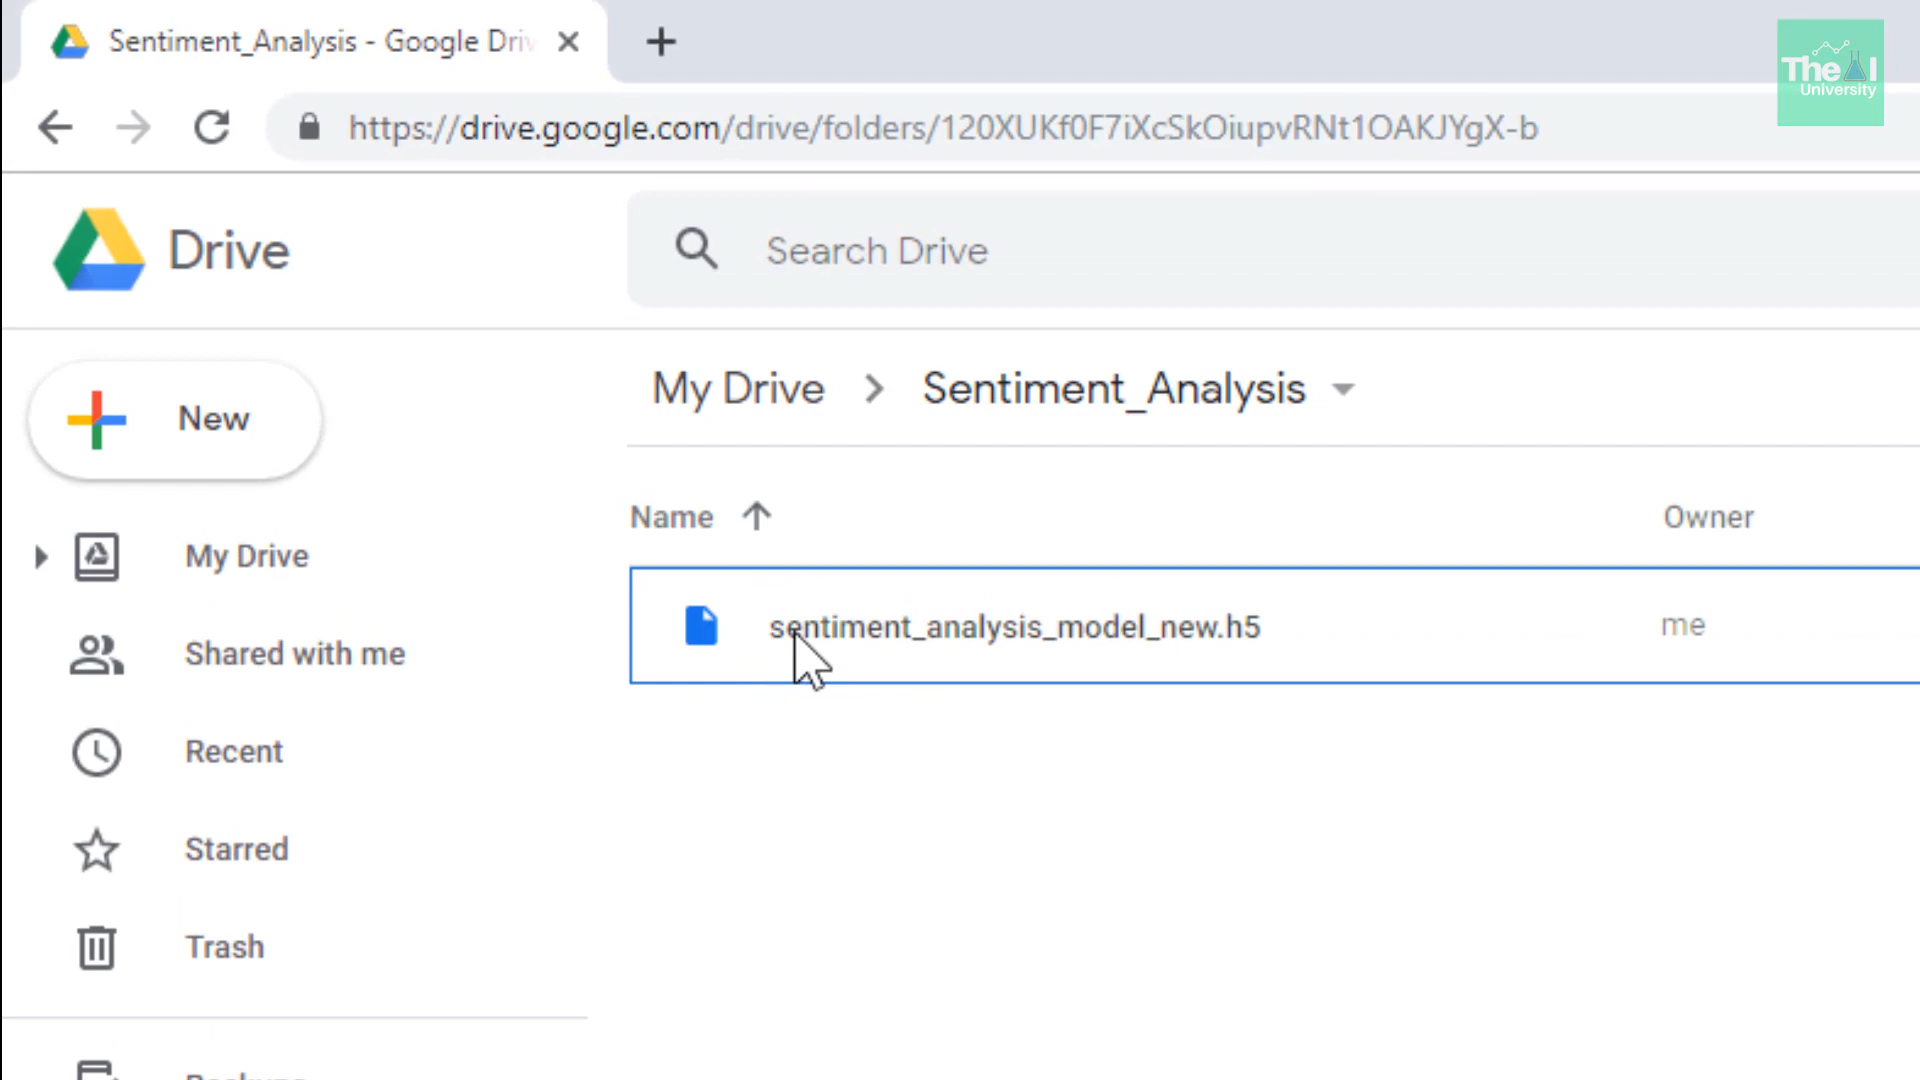 Sentiment_Analysis - Google Driv
The AI
University
https://drive.google.com/drive/folders/120XUKf0F7iXcSkOiupvRNt1OAKJYgX-b
Drive
Search Drive
New
My Drive > Sentiment_Analysis
Name
Owner
My Drive
sentiment_analysis_model_new.h5
me
Shared with me
Recent
Starred
Trash